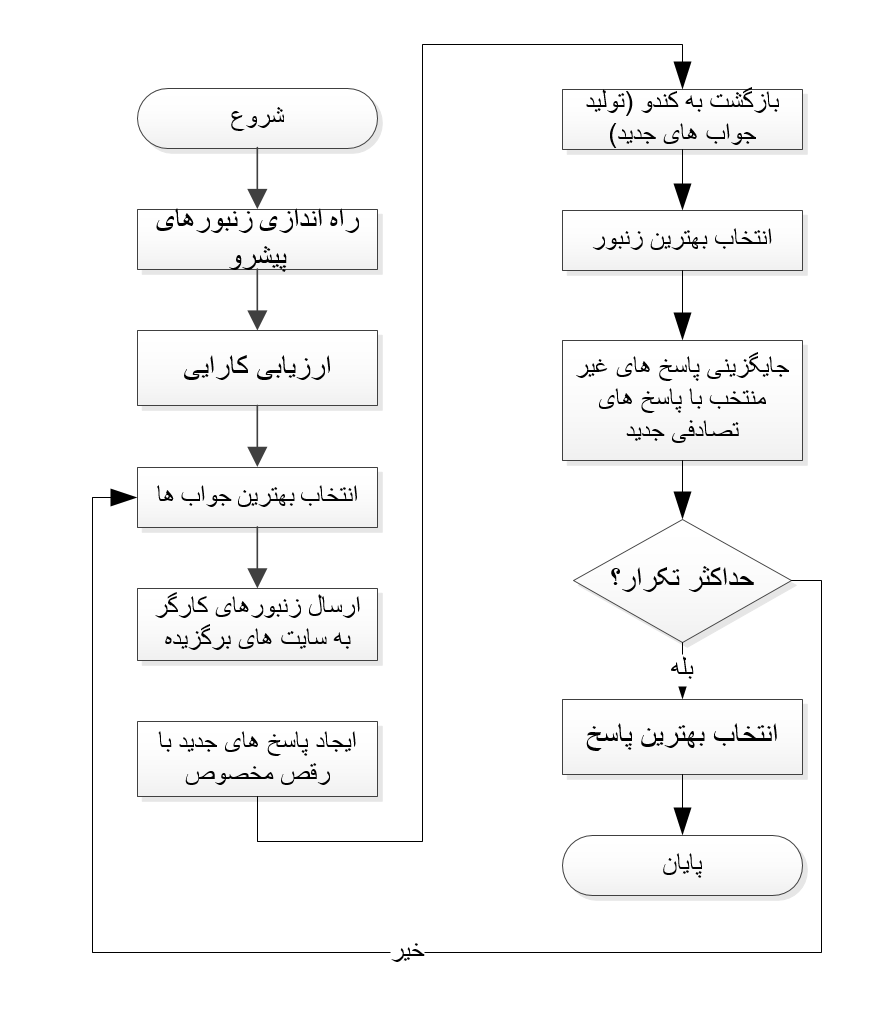 شروع
راه اندازی زنبورهای
پیشرو
ارزیابی کارایی
انتخاب بهترین جواب ها
ارسال زنبورهای کارگر
به سایت های برگزیده
ایجاد پاسخ های جدید با
رقص مخصوص
بازگشت به کندو (تولید
جواب های جدید)
انتخاب بهترین زنبور
جایگزینی پاسخ های غیر
منتخب با پاسخ های
تصادفی جدید
حداکثر تکرار؟
بله
انتخاب بهترین پاسخ
پایان
خیر